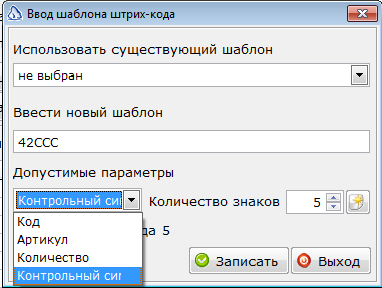 Ввод шаблона штрих-кода
Использовать существующий шаблон
не выбран
Ввести новый шаблон
42CCC
Допустимые параметры
Контрольный сим Количество знаков 5
Код
Артикул
Количество
Контрольный сим
да 5
Записать Выход